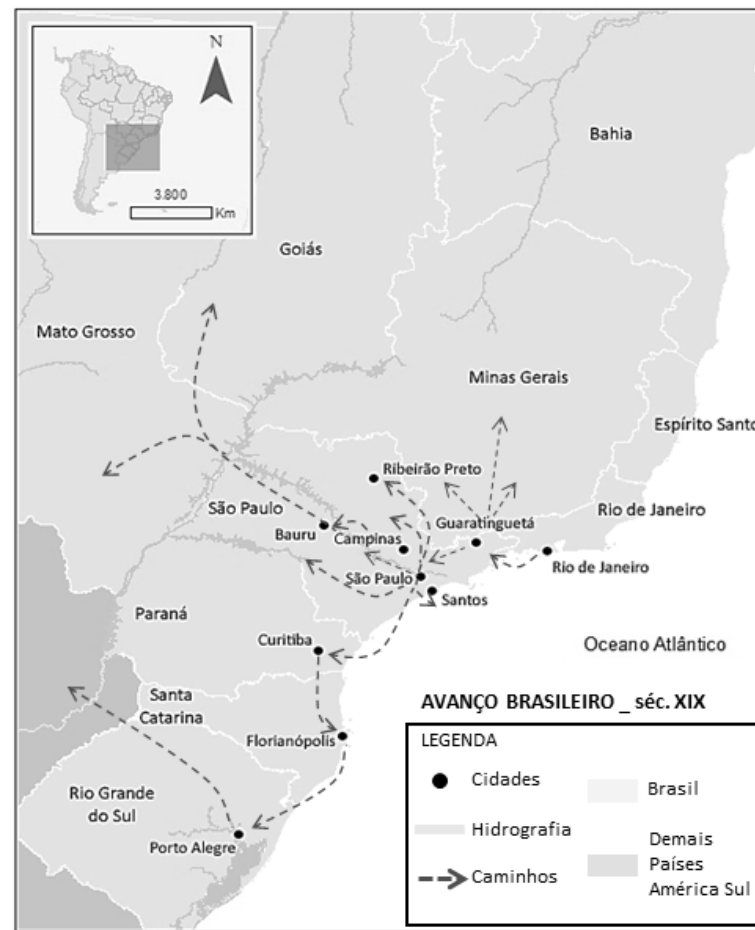 N
3.800
Km
Bahia
Goiás
Mato Grosso
Minas Gerais
Espírito Santo
Ribeirão Preto
São Paulo
Bauru
Campinas
Guaratinguetá
Rio de Janeiro
Rio de Janeiro
São Paulo
Santos
Paraná
Curitiba
Oceano Atlântico
Santa
Catarina
Florianópolis
Rio Grande
do Sul
Porto Alegre
AVANÇO BRASILEIRO _ séc. XIX
LEGENDA
Cidades
Brasil
Hidrografia
Demais
Países
América Sul
Caminhos